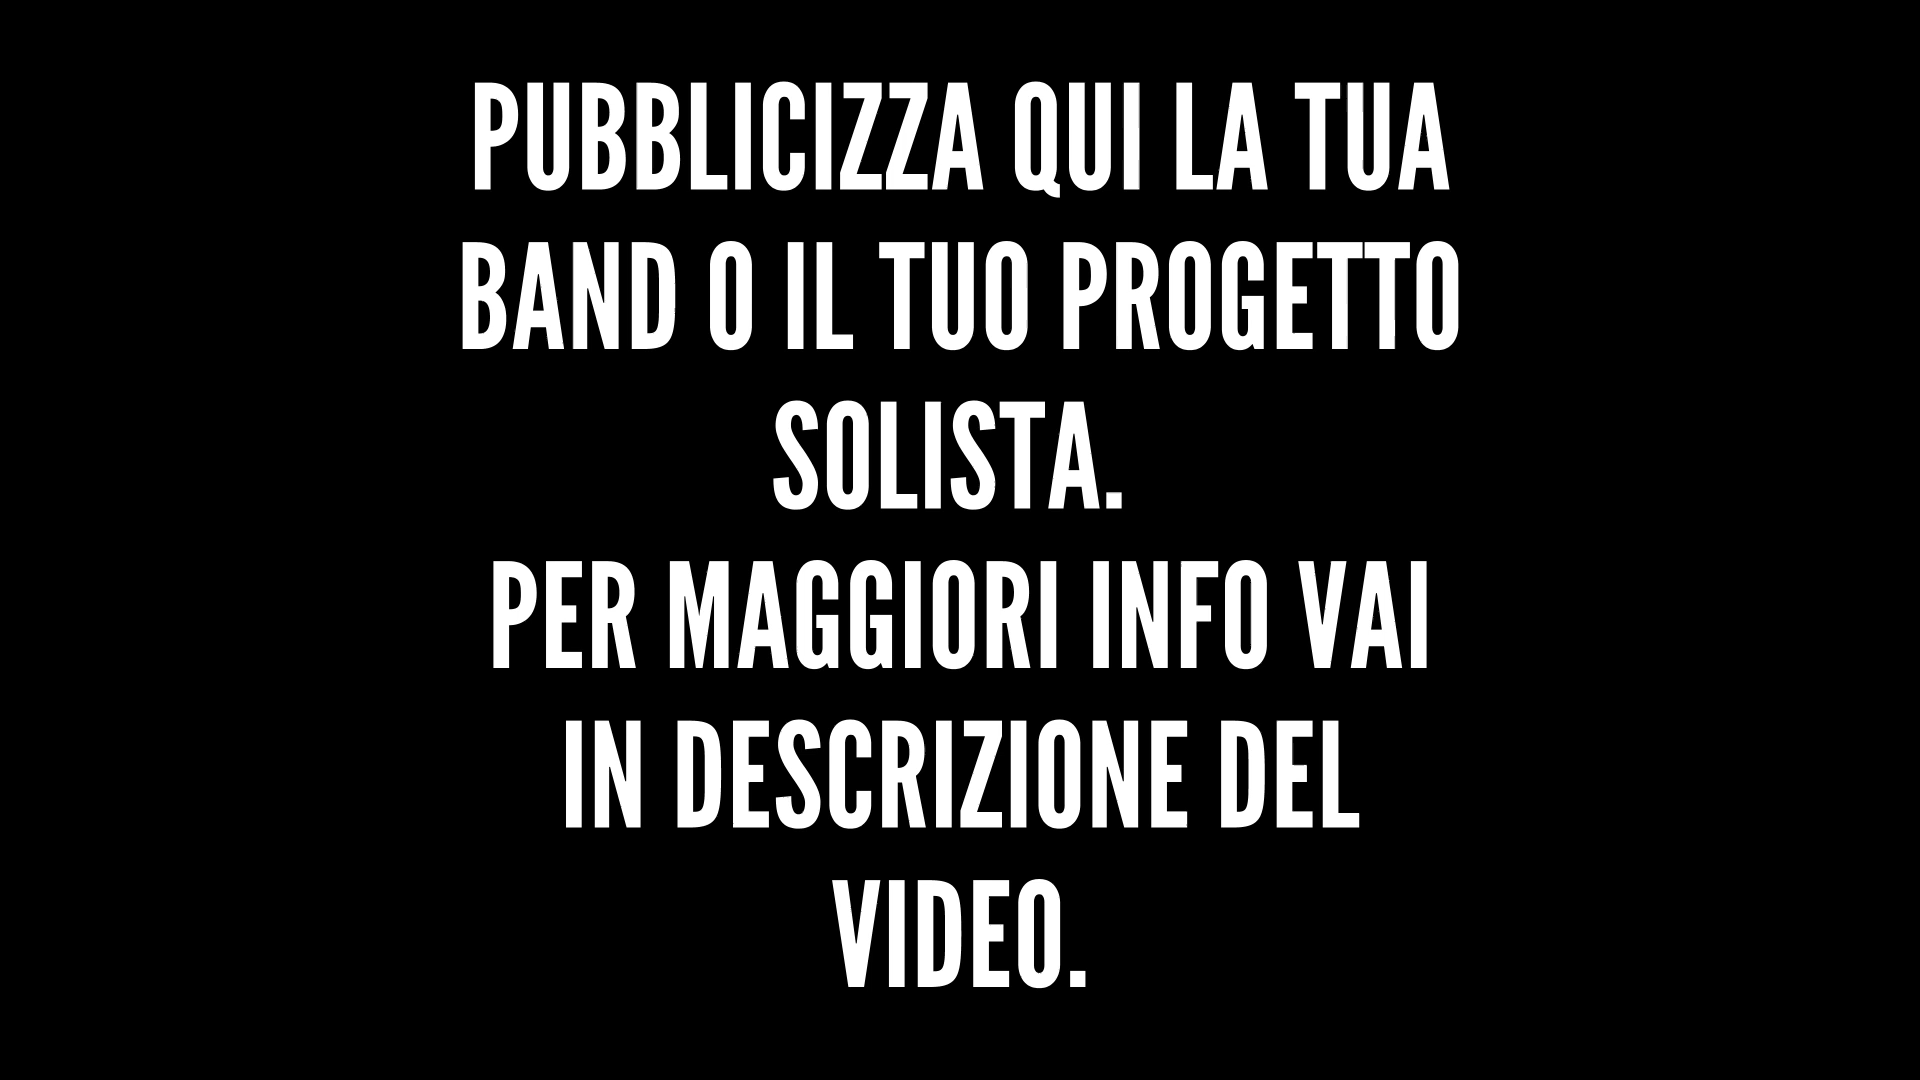 PUBBLICIZZA QUI LA TUA
BAND O IL TUO PROGETTO
SOLISTA.
PER MAGGIORI INFO VAI
IN DESCRIZIONE DEL
VIDEO.